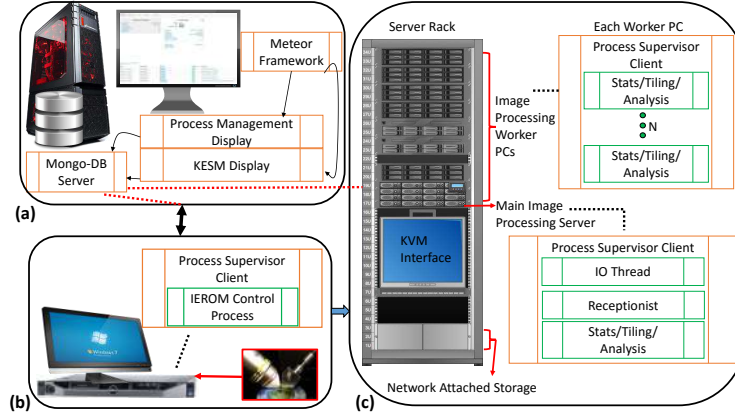 Meteor
Framework
Process Management
Display
KESM Display
Mongo-DB
Server
(a)
Process Supervisor
Client
IEROM Control
Process
Windows 7
(b)
Server Rack
KVM
Interface
Network Attached Storage
(c)
Image
Processing
Worker
PCs
Main Image
Processing Server
Each Worker PC
Process Supervisor
Client
Stats/Tiling/
Analysis
N
Stats/Tiling/
Analysis
Process Supervisor Client
IO Thread
Receptionist
Stats/Tiling/
Analysis